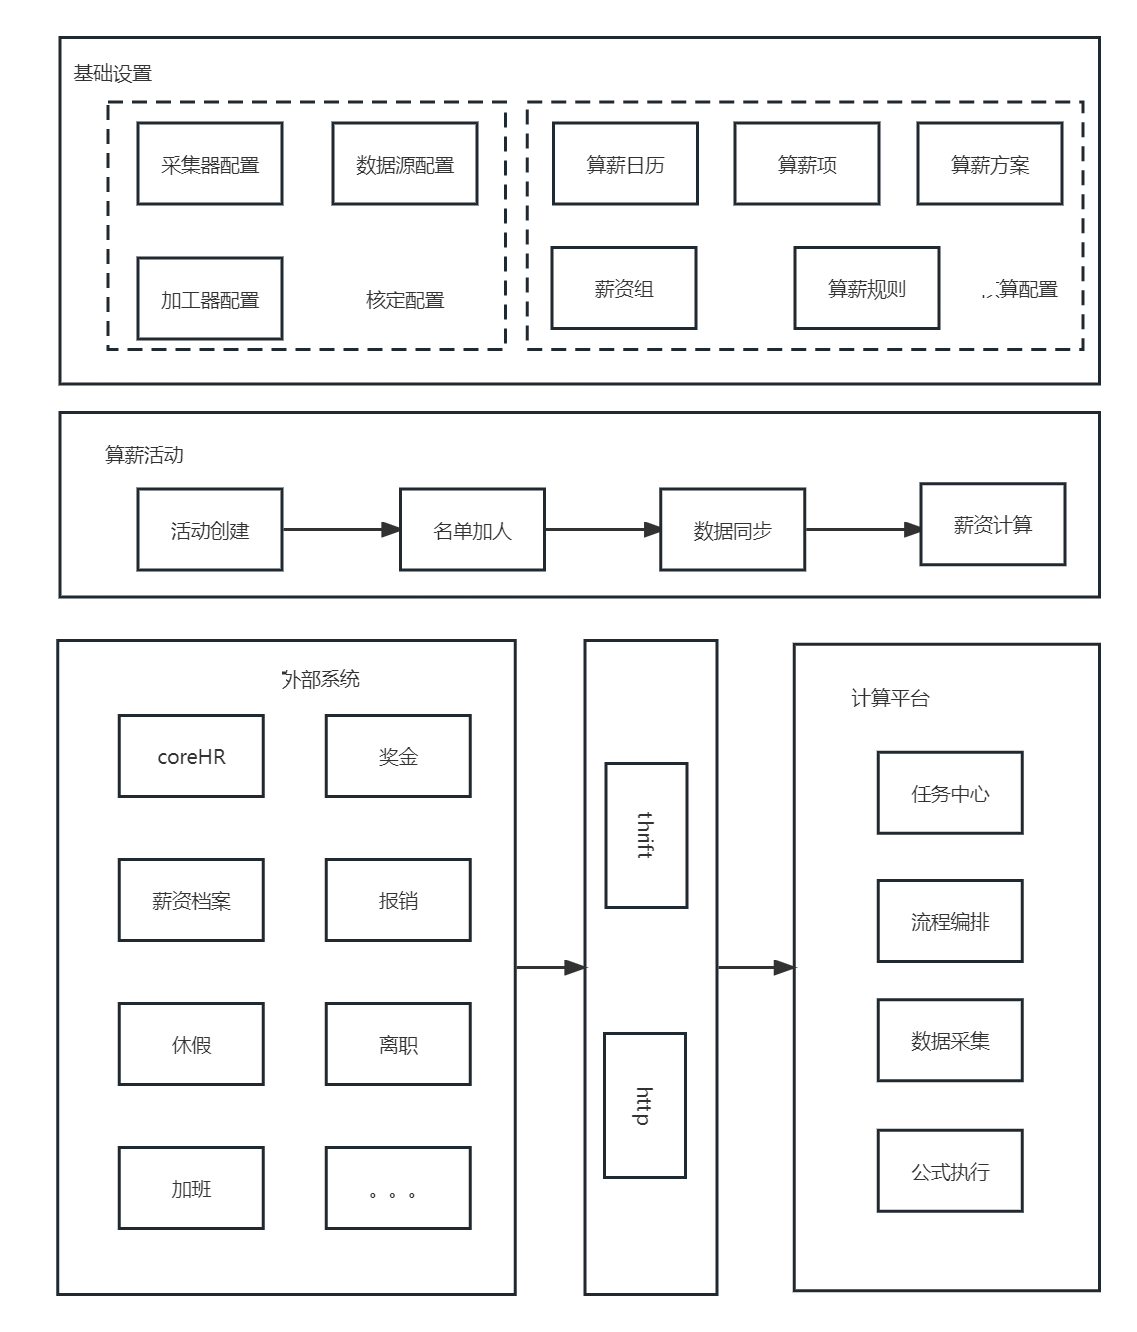 基础设置
采集器配置
数据源配置
加工器配置
核定配置
算薪日历
算薪项
算薪方案
薪资组
算薪规则
算配置
算薪活动
活动创建
名单加人
数据同步
薪资计算
外部系统
coreHR
奖金
薪资档案
报销
休假
离职
加班
。。。
thrift
http
计算平台
任务中心
流程编排
数据采集
公式执行